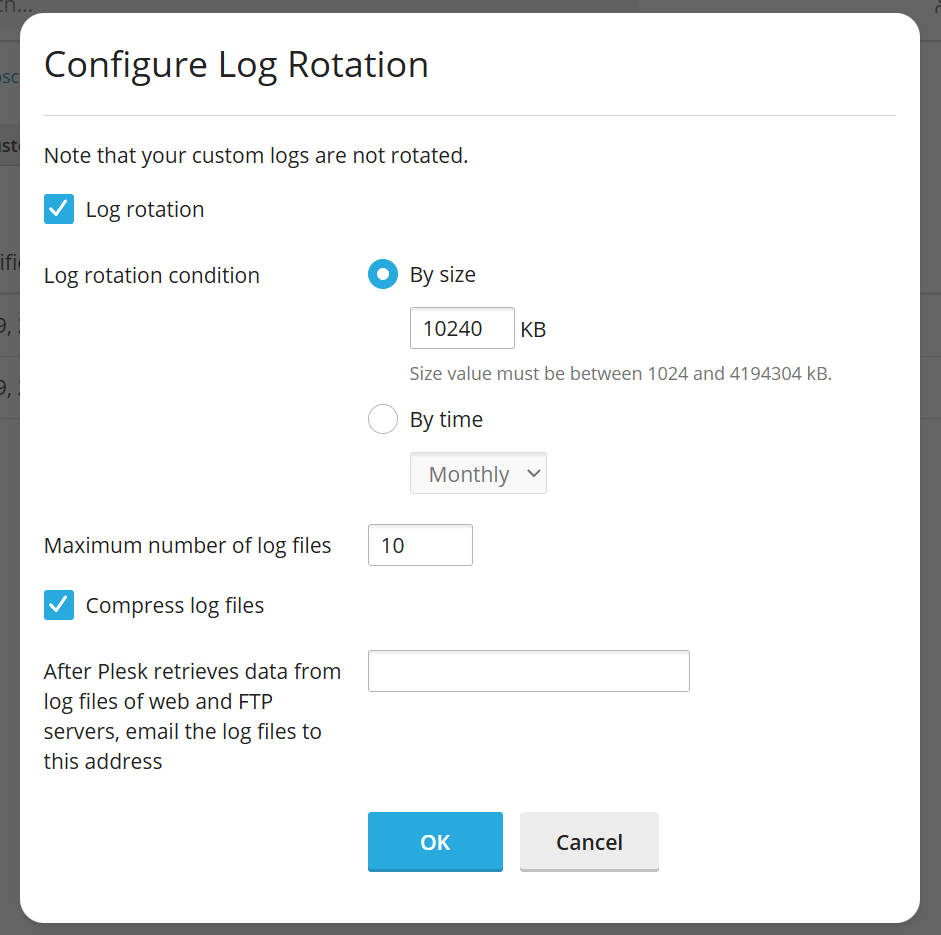 Configure Log Rotation
Note that your custom logs are not rotated.
Log rotation
Log rotation condition
By size
10240 KB
Size value must be between 1024 and 4194304 kB.
By time
Monthly
Maximum number of log files
10
Compress log files
After Plesk retrieves data from
log files of web and FTP
servers, email the log files to
this address
OK
Cancel